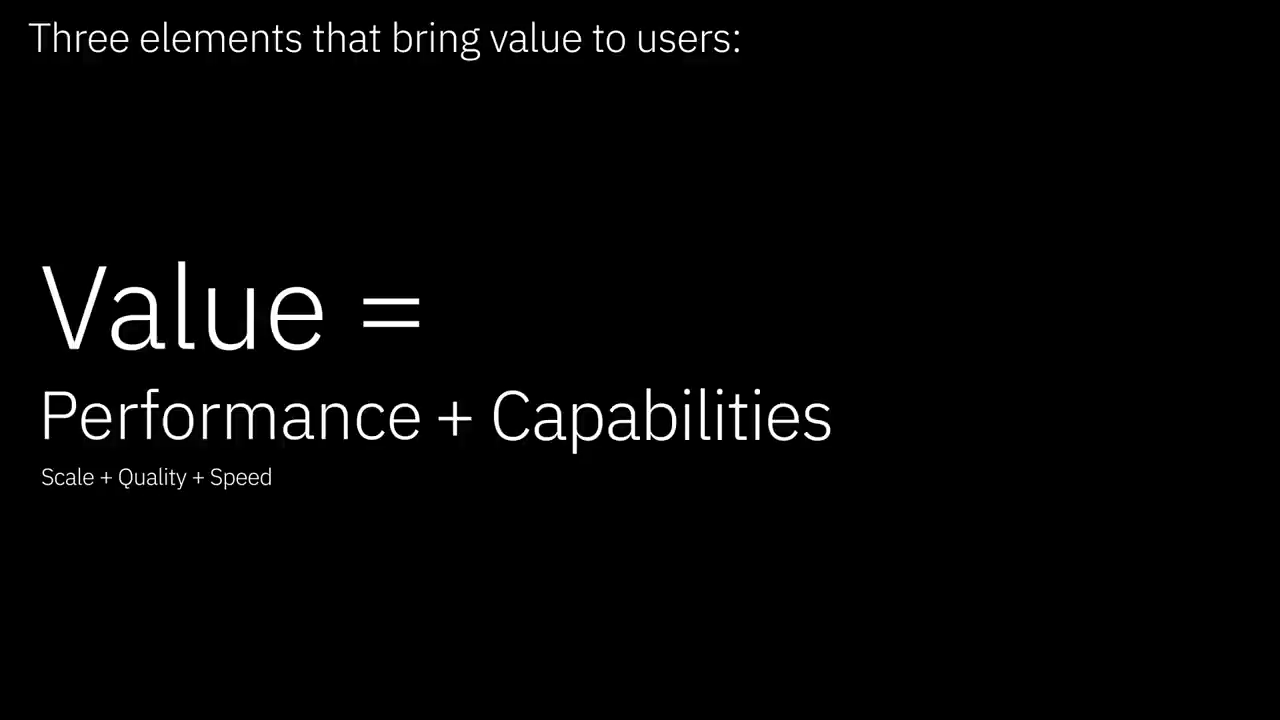 Three elements that bring value to users:
Value =
Performance + Capabilities
Scale + Quality + Speed